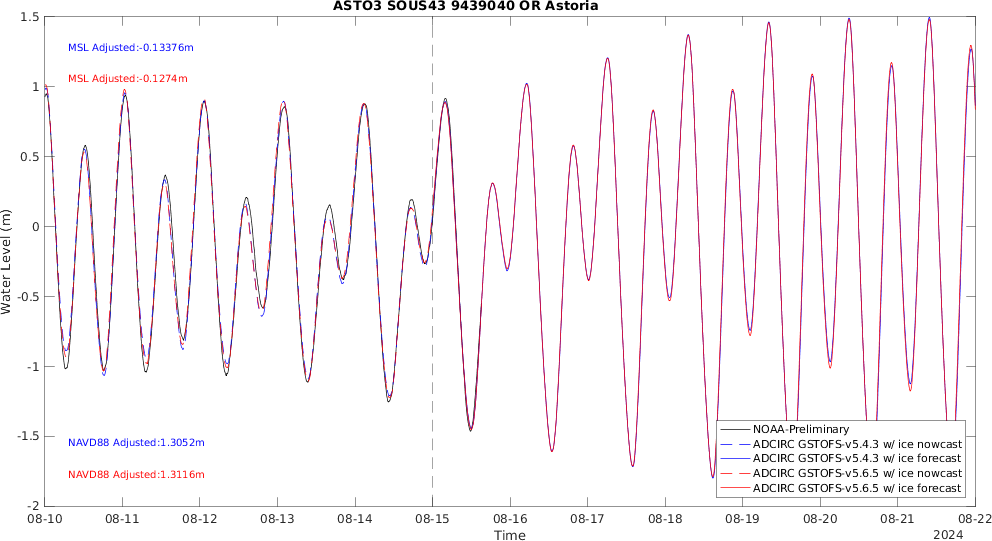 ASTO3 SOUS43 9439040 OR Astoria
1.5
1
0.5
0
-0.5
-1
-1.5
-2
Water Level (m)
MSL Adjusted:-0.13376m
MSL Adjusted:-0.1274m
NAVD88 Adjusted:1.3052m
NAVD88 Adjusted:1.3116m
NOAA-Preliminary
ADCIRC GSTOFS-v5.4.3 w/ ice nowcast
ADCIRC GSTOFS-v5.4.3 w/ ice forecast
ADCIRC GSTOFS-v5.6.5 w/ ice nowcast
ADCIRC GSTOFS-v5.6.5 w/ ice forecast
08-10 08-11 08-12 08-13 08-14 08-15 08-16 08-17 08-18 08-19 08-20 08-21 08-22
Time
2024